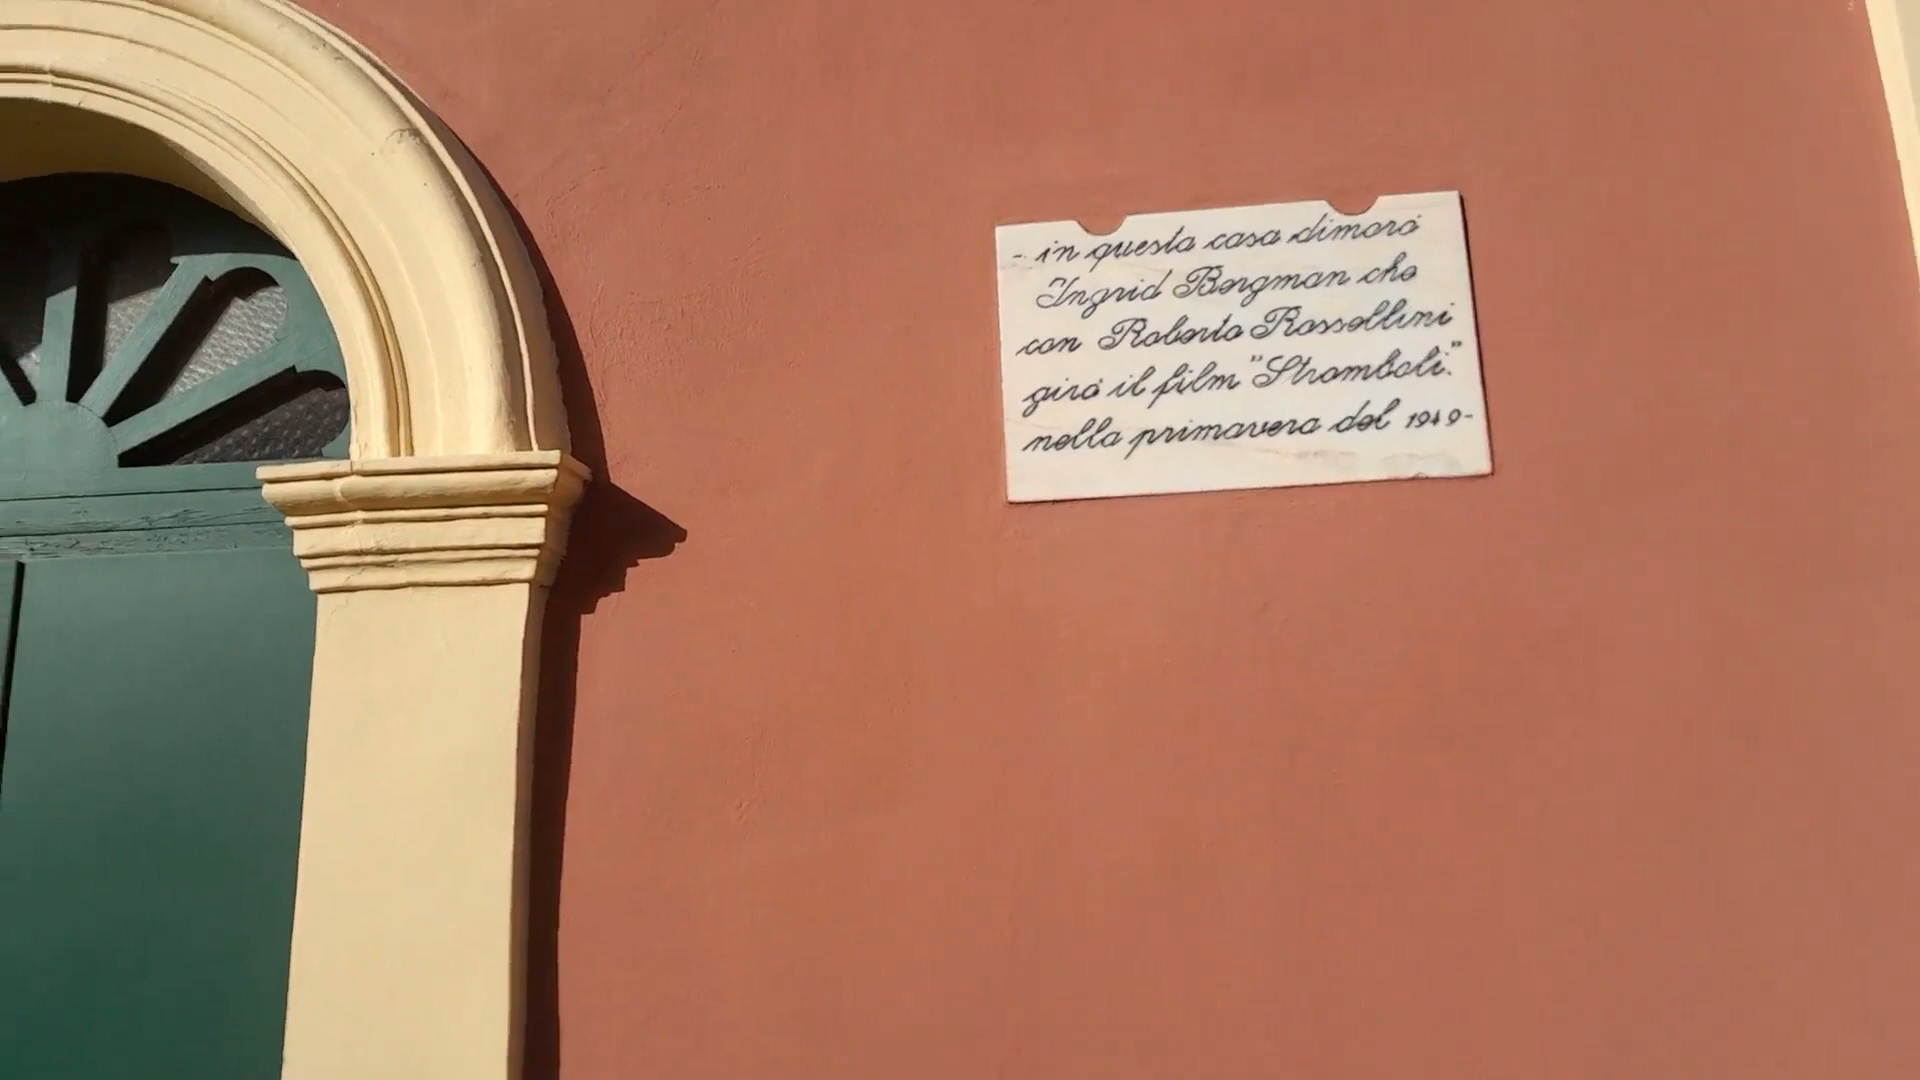 - in questa casa dimorò
Ingrid Bergman che
con Roberto Rossellini
girò il film "Stromboli".
nella primavera del 1949-